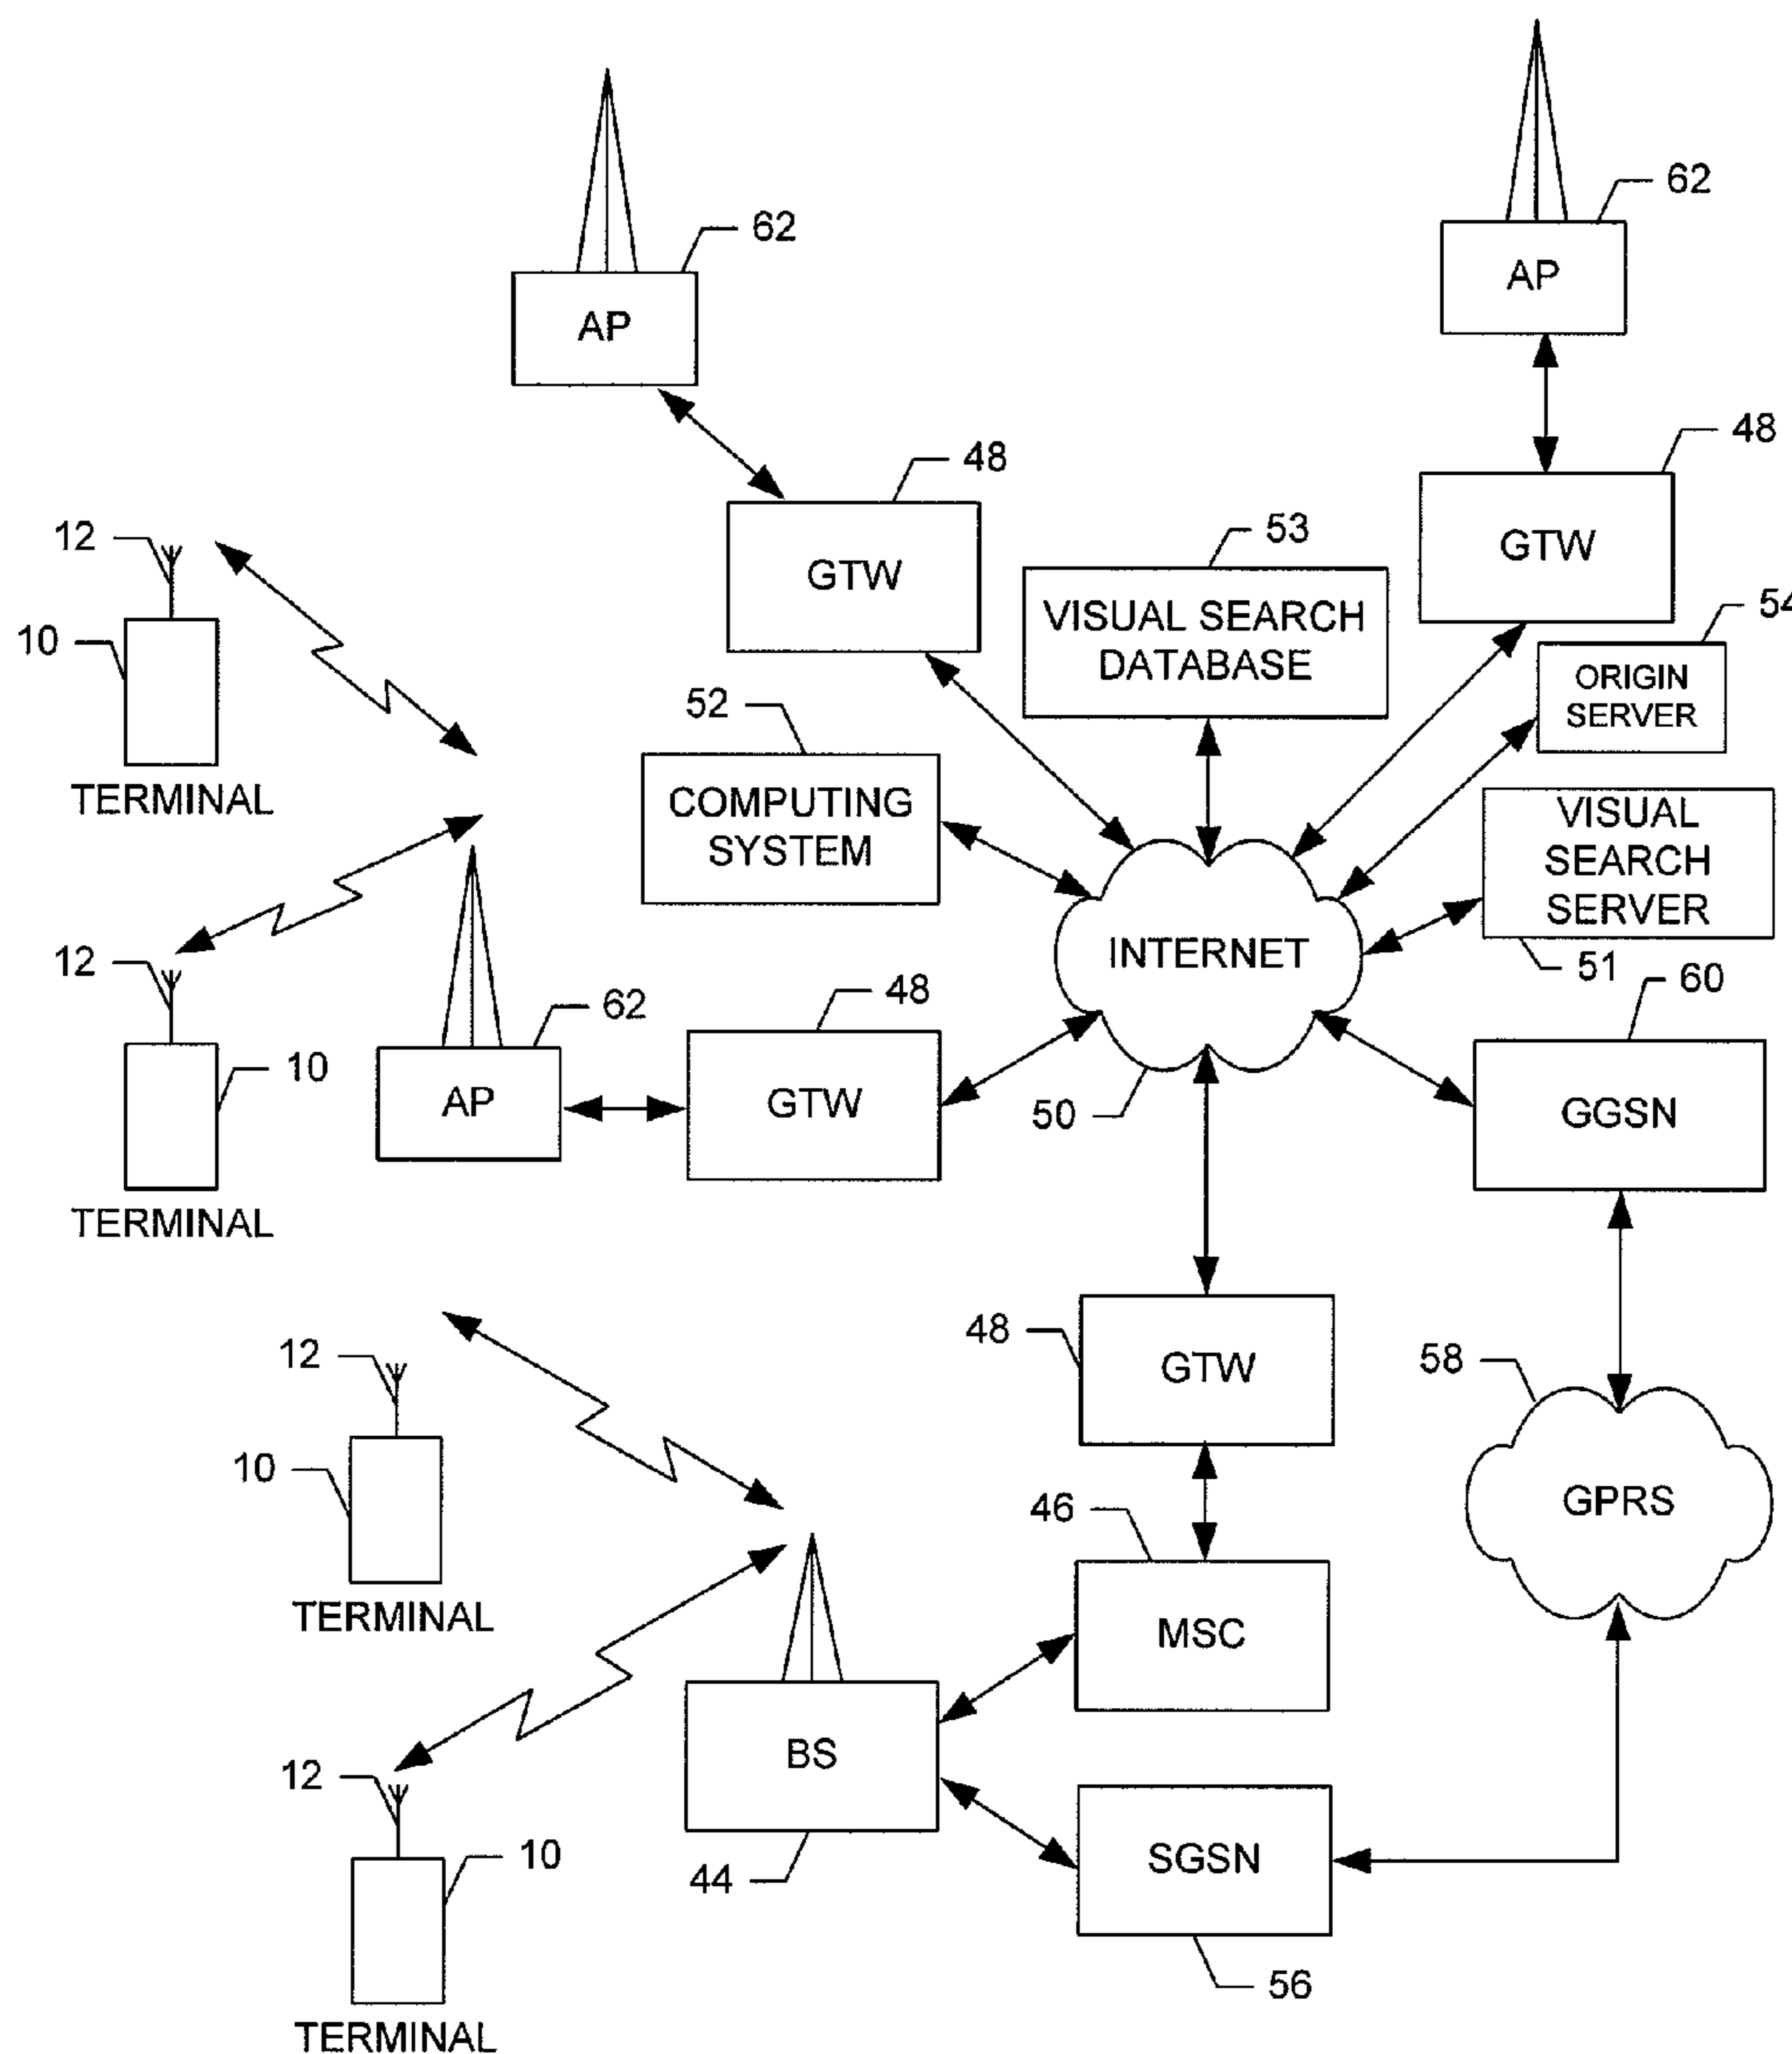 62
AP
62
AP
48
GTW
48
GTW
53
VISUAL SEARCH
DATABASE
54
ORIGIN
SERVER
12
10
TERMINAL
52
COMPUTING
SYSTEM
VISUAL
SEARCH
SERVER
51
INTERNET
50
12
10
TERMINAL
62
AP
48
GTW
60
GGSN
48
GTW
58
GPRS
12
10
TERMINAL
46
MSC
BS
44
SGSN
56
12
10
TERMINAL